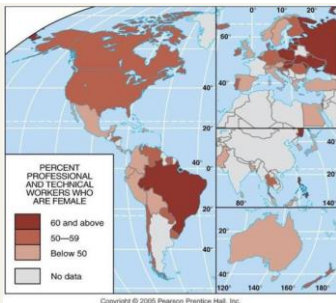 0° 10° 20°
40°
20°
40°
20°
0°
20°
40°
80°
20°
40°
120° 140° 160°
PERCENT
PROFESSIONAL
AND TECHNICAL
WORKERS WHO
ARE FEMALE
60 and above
50—59
Below 50
No data
Copyright © 2005 Pearson Prentice Hall, Inc.